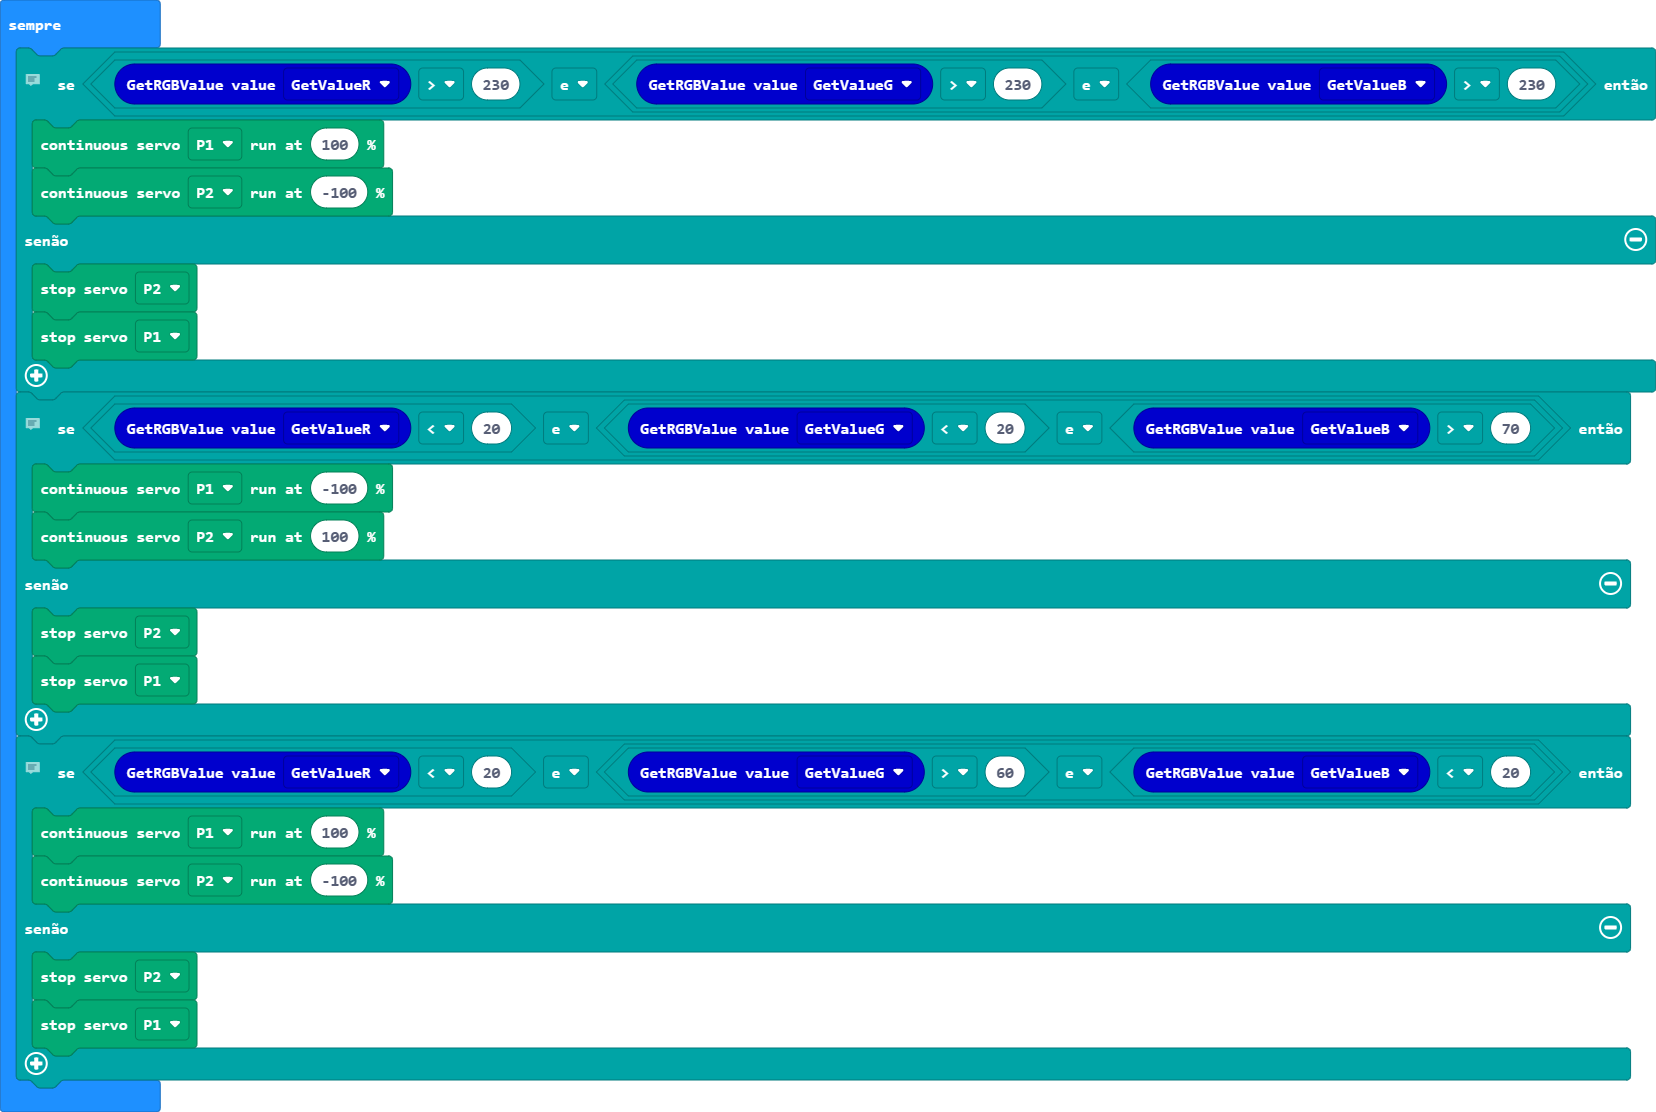 sempre
se GetRGBValue value GetValueR > 230 e GetRGBValue value GetValueG > 230 e GetRGBValue value GetValueB > 230 então
continuous servo P1 run at 100 %
continuous servo P2 run at -100 %
senão
stop servo P2
stop servo P1
se GetRGBValue value GetValueR < 20 e GetRGBValue value GetValueG < 20 e GetRGBValue value GetValueB > 70 então
continuous servo P1 run at -100 %
continuous servo P2 run at 100 %
senão
stop servo P2
stop servo P1
se GetRGBValue value GetValueR < 20 e GetRGBValue value GetValueG > 60 e GetRGBValue value GetValueB < 20 então
continuous servo P1 run at 100 %
continuous servo P2 run at -100 %
senão
stop servo P2
stop servo P1